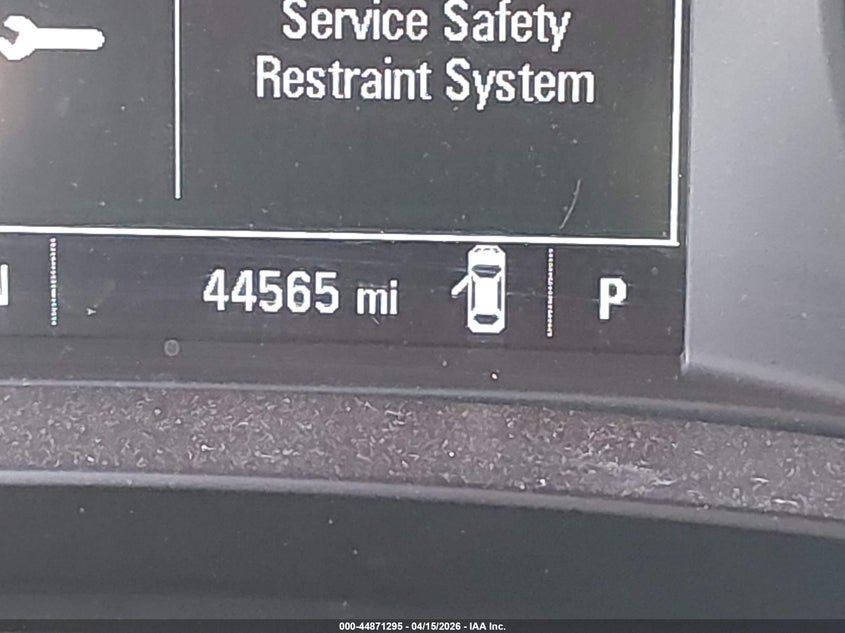 Service Safety
Restraint System
44565 mi
P
000-44871295 - 04/15/2026 - IAA Inc.